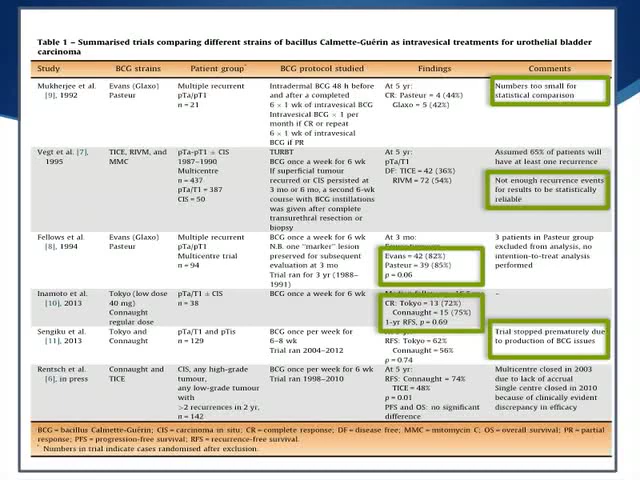 Table 1 – Summarised trials comparing different strains of bacillus Calmette-Guérin as intravesical treatments for urothelial bladder
carcinoma
Study BCG strains Patient group* BCG protocol studied Findings Comments
Mukherjee et al. Evans (Glaxo) Multiple recurrent Intradermal BCG 48 h before At 5 yr: Numbers too small for
[9], 1992 Pasteur pTa/pT1 and after a completed CR: Pasteur = 4 (44%) statistical comparison
n = 21 6 × 1 wk of intravesical BCG Glaxo = 5 (42%)
Intravesical BCG × 1 per
month if CR or repeat
6 × 1 wk of intravesical
BCG if PR
Vegt et al. [7], TICE, RIVM, and pTa-pT1 ± CIS TURBT At 5 yr: Assumed 65% of patients will
1995 MMC 1987–1990 BCG once a week for 6 wk pTa/T1 have at least one recurrence
Multicentre If superficial tumour DF: TICE = 42 (36%) Not enough recurrence events
n = 437 recurred or CIS persisted at RIVM = 72 (54%) for results to be statistically
pTa/T1 = 387 3 mo or 6 mo, a second 6-wk reliable
CIS = 50 course with BCG instillations
was given after complete
transurethral resection or
biopsy
Fellows et al. Evans (Glaxo) Multiple recurrent BCG once a week for 6 wk At 3 mo: 3 patients in Pasteur group
[8], 1994 Pasteur pTa/pT1 N.B. one "marker" lesion excluded from analysis, no
Multicentre trial preserved for subsequent Evans = 42 (82%) intention-to-treat analysis
n = 94 evaluation at 3 mo Pasteur = 39 (85%) performed
Trial ran for 3 yr (1988– p = 0.06
1991)
Inamoto et al. Tokyo (low dose pTa/T1 ± CIS BCG once a week for 6 wk –
[10], 2013 40 mg) n = 38 CR: Tokyo = 13 (72%)
Connaught Connaught = 15 (75%)
regular dose 1-yr RFS, p = 0.69
Sengiku et al. Tokyo and pTa/T1 and pTis BCG once per week for At 5 yr: Trial stopped prematurely due
[11], 2013 Connaught n = 129 6–8 wk RFS: Tokyo = 62% to production of BCG issues
Trial ran 2004–2012 Connaught = 56%
p = 0.74
Rentsch et al. Connaught and CIS, any high-grade BCG once per week for 6 wk At 5 yr: Multicentre closed in 2003
[6], in press TICE tumour, Trial ran 1998–2010 RFS: Connaught = 74% due to lack of accrual
any low-grade tumour TICE = 48% Single centre closed in 2010
with p = 0.01 because of clinically evident
>2 recurrences in 2 yr, PFS and OS: no significant discrepancy in efficacy
n = 142 difference
BCG = bacillus Calmette-Guérin; CIS = carcinoma in situ; CR = complete response; DF = disease free; MMC = mitomycin C; OS = overall survival; PR = partial
response; PFS = progression-free survival; RFS = recurrence-free survival.
* Numbers in trial indicate cases randomised after exclusion.